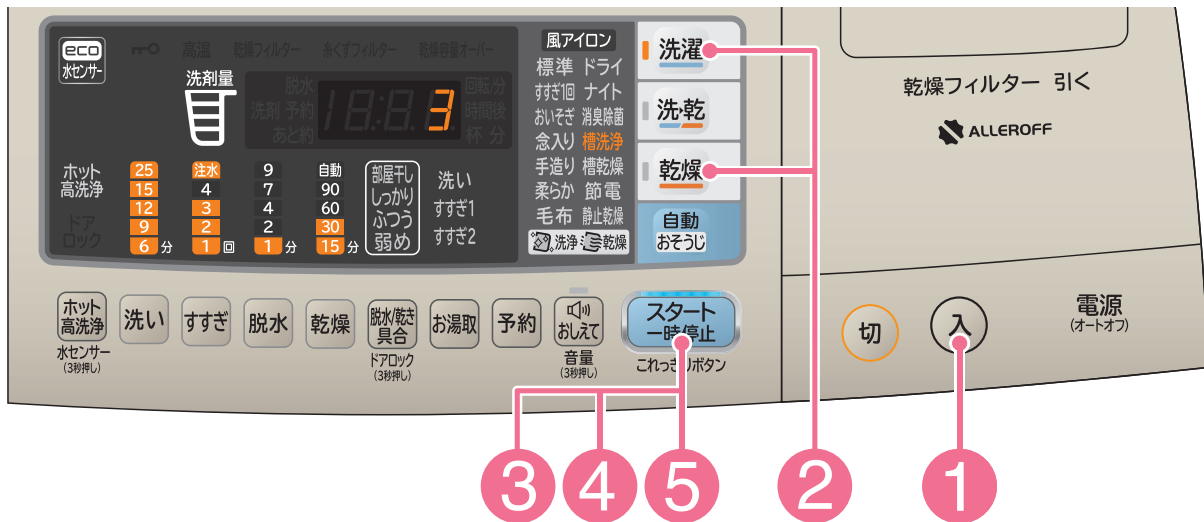 eco
水センサー
高温 乾燥フィルター 糸くずフィルター 乾燥容量オーバー
洗剤量
脱水
洗剤 予約
あと約
18:8.3
回転/分
時間後
杯 分
ホット
高洗浄
ドア
ロック
25
15
12
9
6 分
注水
4
3
2
1 回
9
7
4
2
1 分
自動
90
60
30
15 分
部屋干し
しっかり
ふつう
弱め
洗い
すすぎ1
すすぎ2
風アイロン
標準 ドライ
すすぎ1回 ナイト
おいそぎ 消臭除菌
念入り 槽洗浄
手造り 槽乾燥
柔らか 節電
毛布 静止乾燥
洗浄 乾燥
洗濯
洗・乾
乾燥
自動
おそうじ
乾燥フィルター 引く
ALLEROFF
ホット
高洗浄
水センサー
(3秒押し)
洗い
すすぎ
脱水
乾燥
脱水/乾き
具合
ドアロック
(3秒押し)
お湯取
予約
おしえて
音量
(3秒押し)
スタート
一時停止
これっきりボタン
切
入
電源
(オートオフ)
3 4 5 2 1